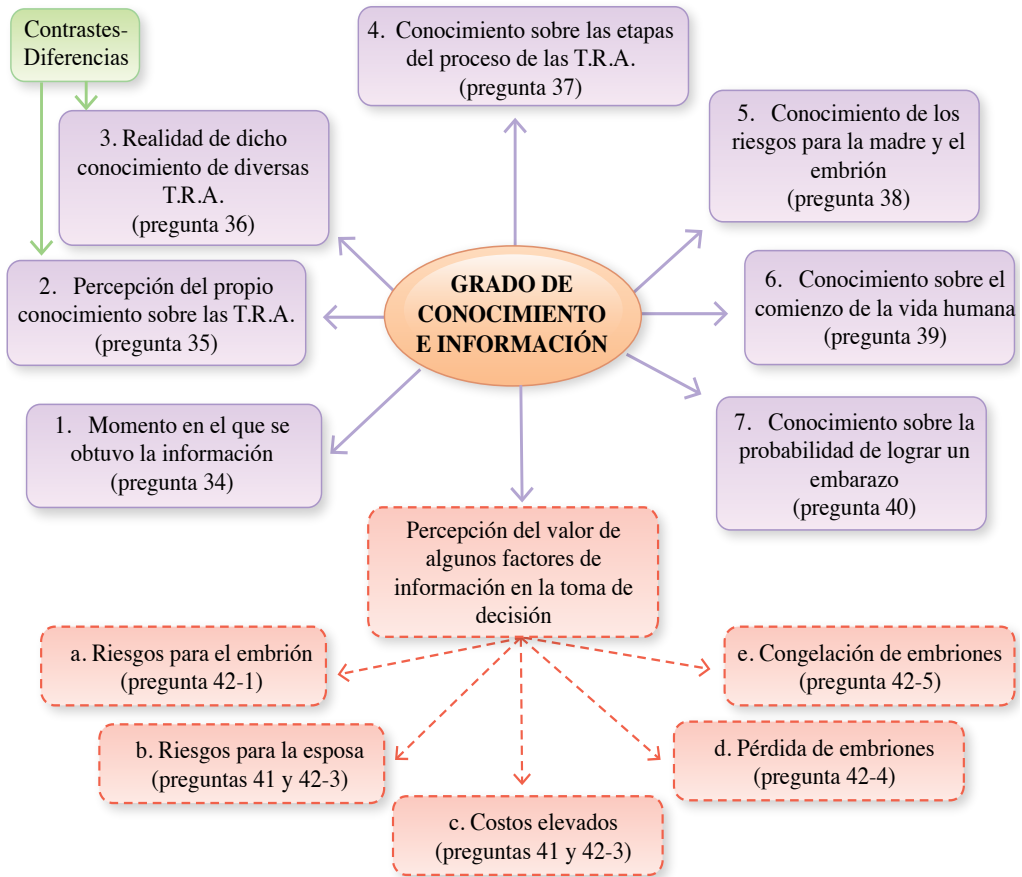 Contrastes-
Diferencias
4. Conocimiento sobre las etapas
del proceso de las T.R.A.
(pregunta 37)
3. Realidad de dicho
conocimiento de diversas
T.R.A.
(pregunta 36)
5. Conocimiento de los
riesgos para la madre y el
embrión
(pregunta 38)
2. Percepción del propio
conocimiento sobre las T.R.A.
(pregunta 35)
GRADO DE
CONOCIMIENTO
E INFORMACIÓN
6. Conocimiento sobre el
comienzo de la vida humana
(pregunta 39)
1. Momento en el que se
obtuvo la información
(pregunta 34)
7. Conocimiento sobre la
probabilidad de lograr un
embarazo
(pregunta 40)
Percepción del valor de
algunos factores de
información en la toma de
decisión
a. Riesgos para el embrión
(pregunta 42-1)
b. Riesgos para la esposa
(preguntas 41 y 42-3)
c. Costos elevados
(preguntas 41 y 42-3)
d. Pérdida de embriones
(pregunta 42-4)
e. Congelación de embriones
(pregunta 42-5)